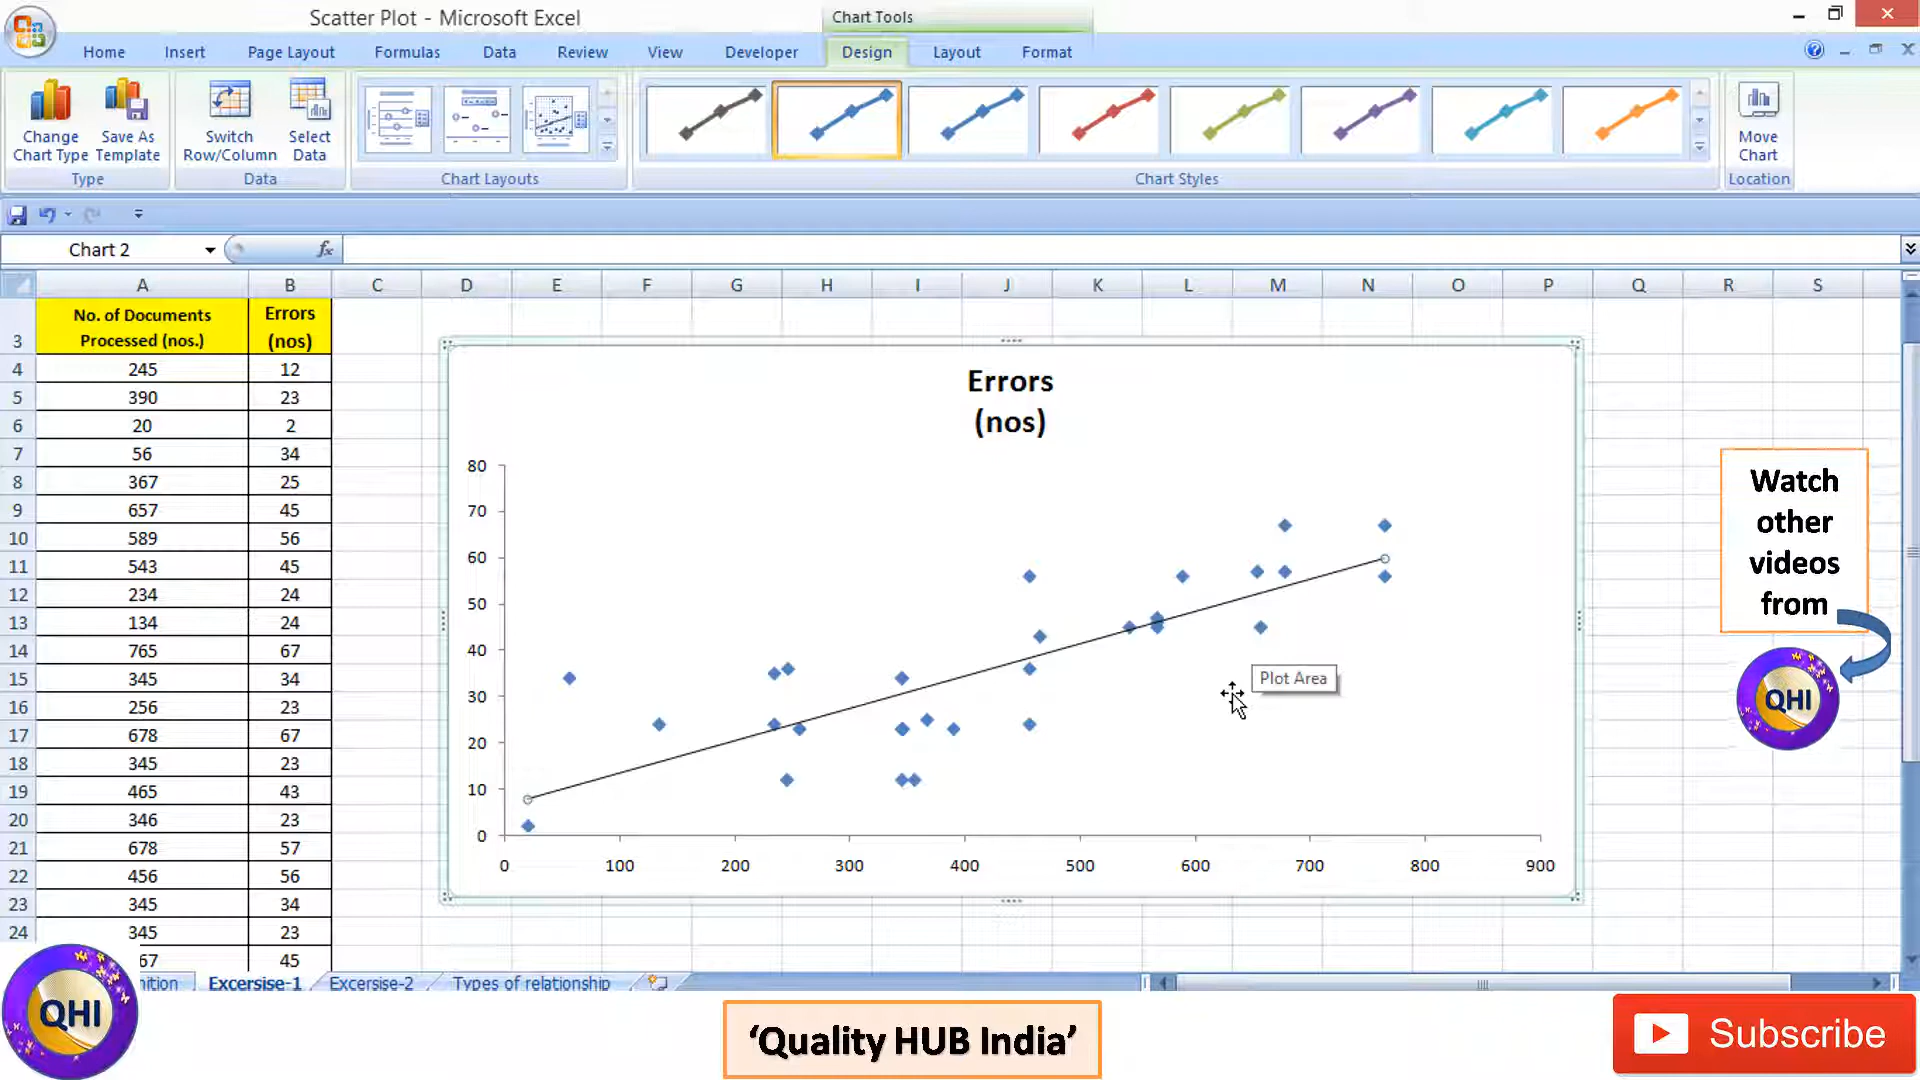 Scatter Plot - Microsoft Excel
Chart Tools
Home Insert Page Layout Formulas Data Review View Developer Design Layout Format
Change Chart Type
Save As Template
Switch Row/Column
Select Data
Move Chart
Type Data Chart Layouts Chart Styles Location
Chart 2
fx
A B C D E F G H I J K L M N O P Q R S
No. of Documents Errors
3 Processed (nos.) (nos)
4 245 12
5 390 23
6 20 2
7 56 34
8 367 25
9 657 45
10 589 56
11 543 45
12 234 24
13 134 24
14 765 67
15 345 34
16 256 23
17 678 67
18 345 23
19 465 43
20 346 23
21 678 57
22 456 56
23 345 34
24 345 23
67 45
Errors
(nos)
80
70
60
50
40
30
20
10
0
0 100 200 300 400 500 600 700 800 900
Plot Area
Watch
other
videos
from
QHI
nition Excersise-1 Excersise-2 Types of relationship
QHI
‘Quality HUB India’
Subscribe